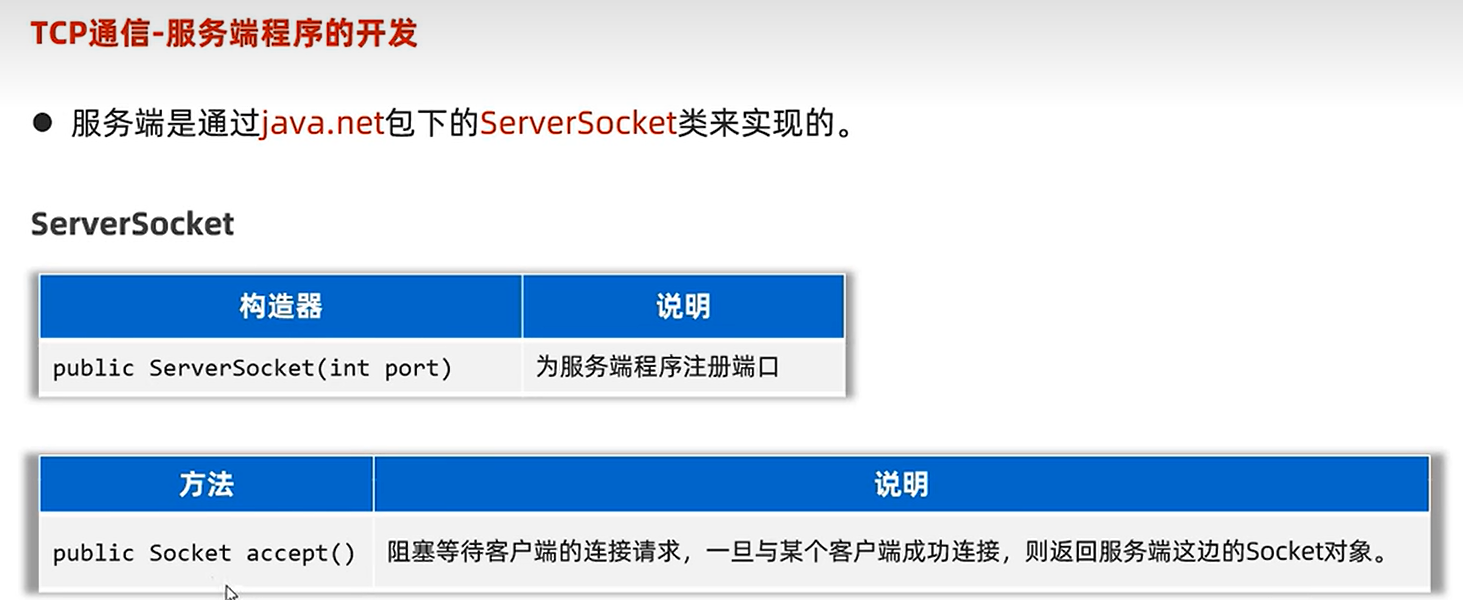 TCP通信-服务端程序的开发
● 服务端是通过java.net包下的ServerSocket类来实现的。
ServerSocket
构造器 说明
public ServerSocket(int port) 为服务端程序注册端口
方法 说明
public Socket accept() 阻塞等待客户端的连接请求，一旦与某个客户端成功连接，则返回服务端这边的Socket对象。